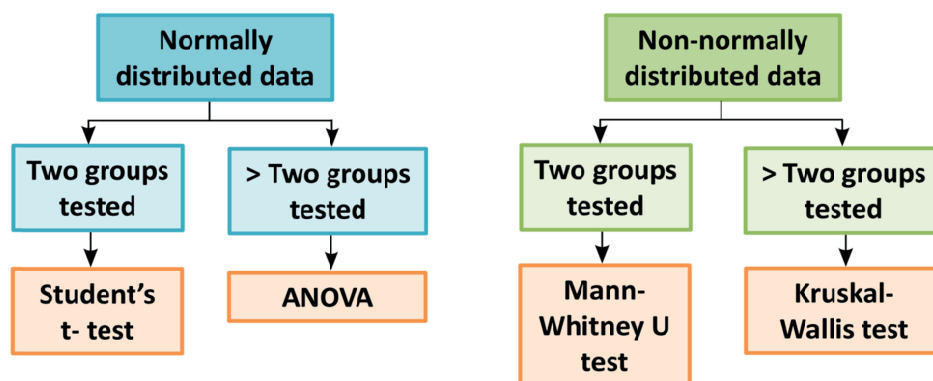 Normally
distributed data
Two groups
tested
> Two groups
tested
Student’s
t- test
ANOVA
Non-normally
distributed data
Two groups
tested
> Two groups
tested
Mann-
Whitney U
test
Kruskal-
Wallis test